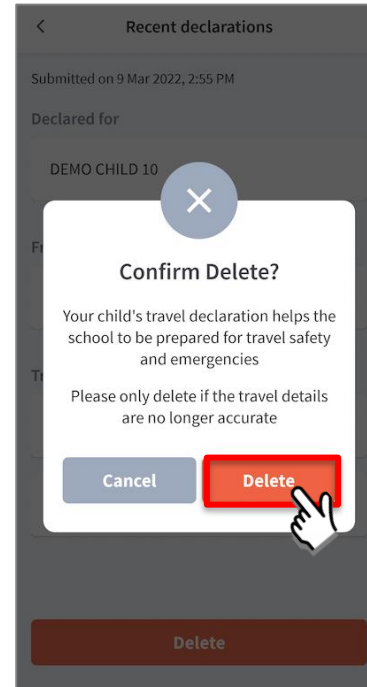 Recent declarations
Submitted on 9 Mar 2022, 2:55 PM
Declared for
DEMO CHILD 10
Fr
Confirm Delete?
Your child's travel declaration helps the
school to be prepared for travel safety
and emergencies
Tr
Please only delete if the travel details
are no longer accurate
Cancel
Delete
Delete